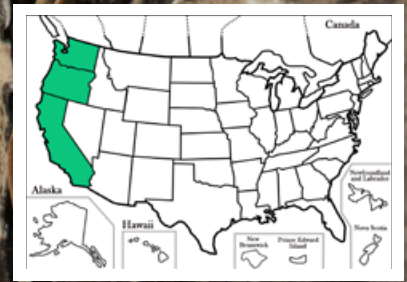 Canada
Newfoundland
and Labrador
Alaska
Hawaii
New
Brunswick
Prince Edward
Island
Nova Scotia